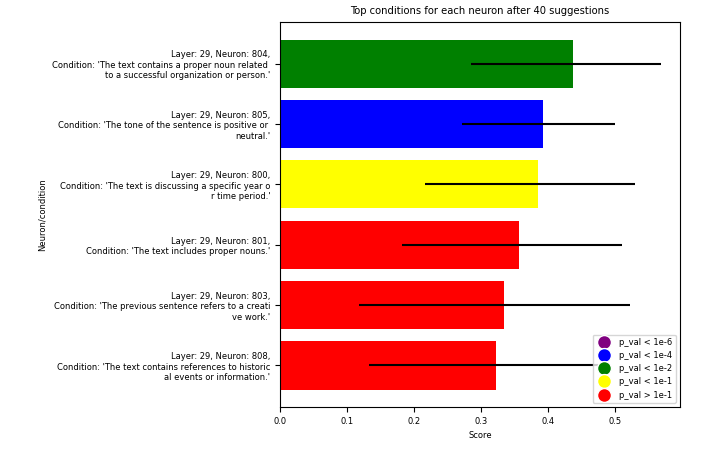 Top conditions for each neuron after 40 suggestions
Layer: 29, Neuron: 804,
Condition: 'The text contains a proper noun related
to a successful organization or person.'
Layer: 29, Neuron: 805,
Condition: 'The tone of the sentence is positive or
neutral.'
Layer: 29, Neuron: 800,
Condition: 'The text is discussing a specific year o
r time period.'
Layer: 29, Neuron: 801,
Condition: 'The text includes proper nouns.'
Layer: 29, Neuron: 803,
Condition: 'The previous sentence refers to a creati
ve work.'
Layer: 29, Neuron: 808,
Condition: 'The text contains references to historic
al events or information.'
Neuron/condition
p_val < 1e-6
p_val < 1e-4
p_val < 1e-2
p_val < 1e-1
p_val > 1e-1
0.0 0.1 0.2 0.3 0.4 0.5
Score